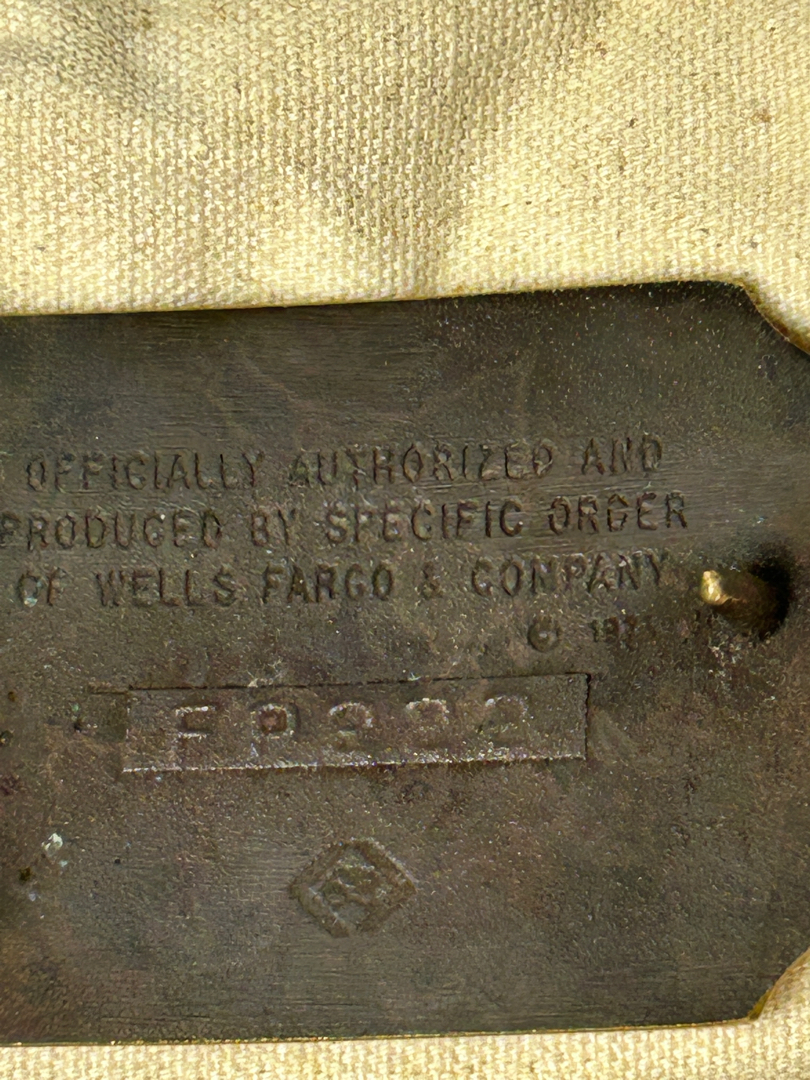 OFFICIALLY AUTHORIZED AND
PRODUCED BY SPECIFIC ORDER
OF WELLS FARGO & COMPANY
©